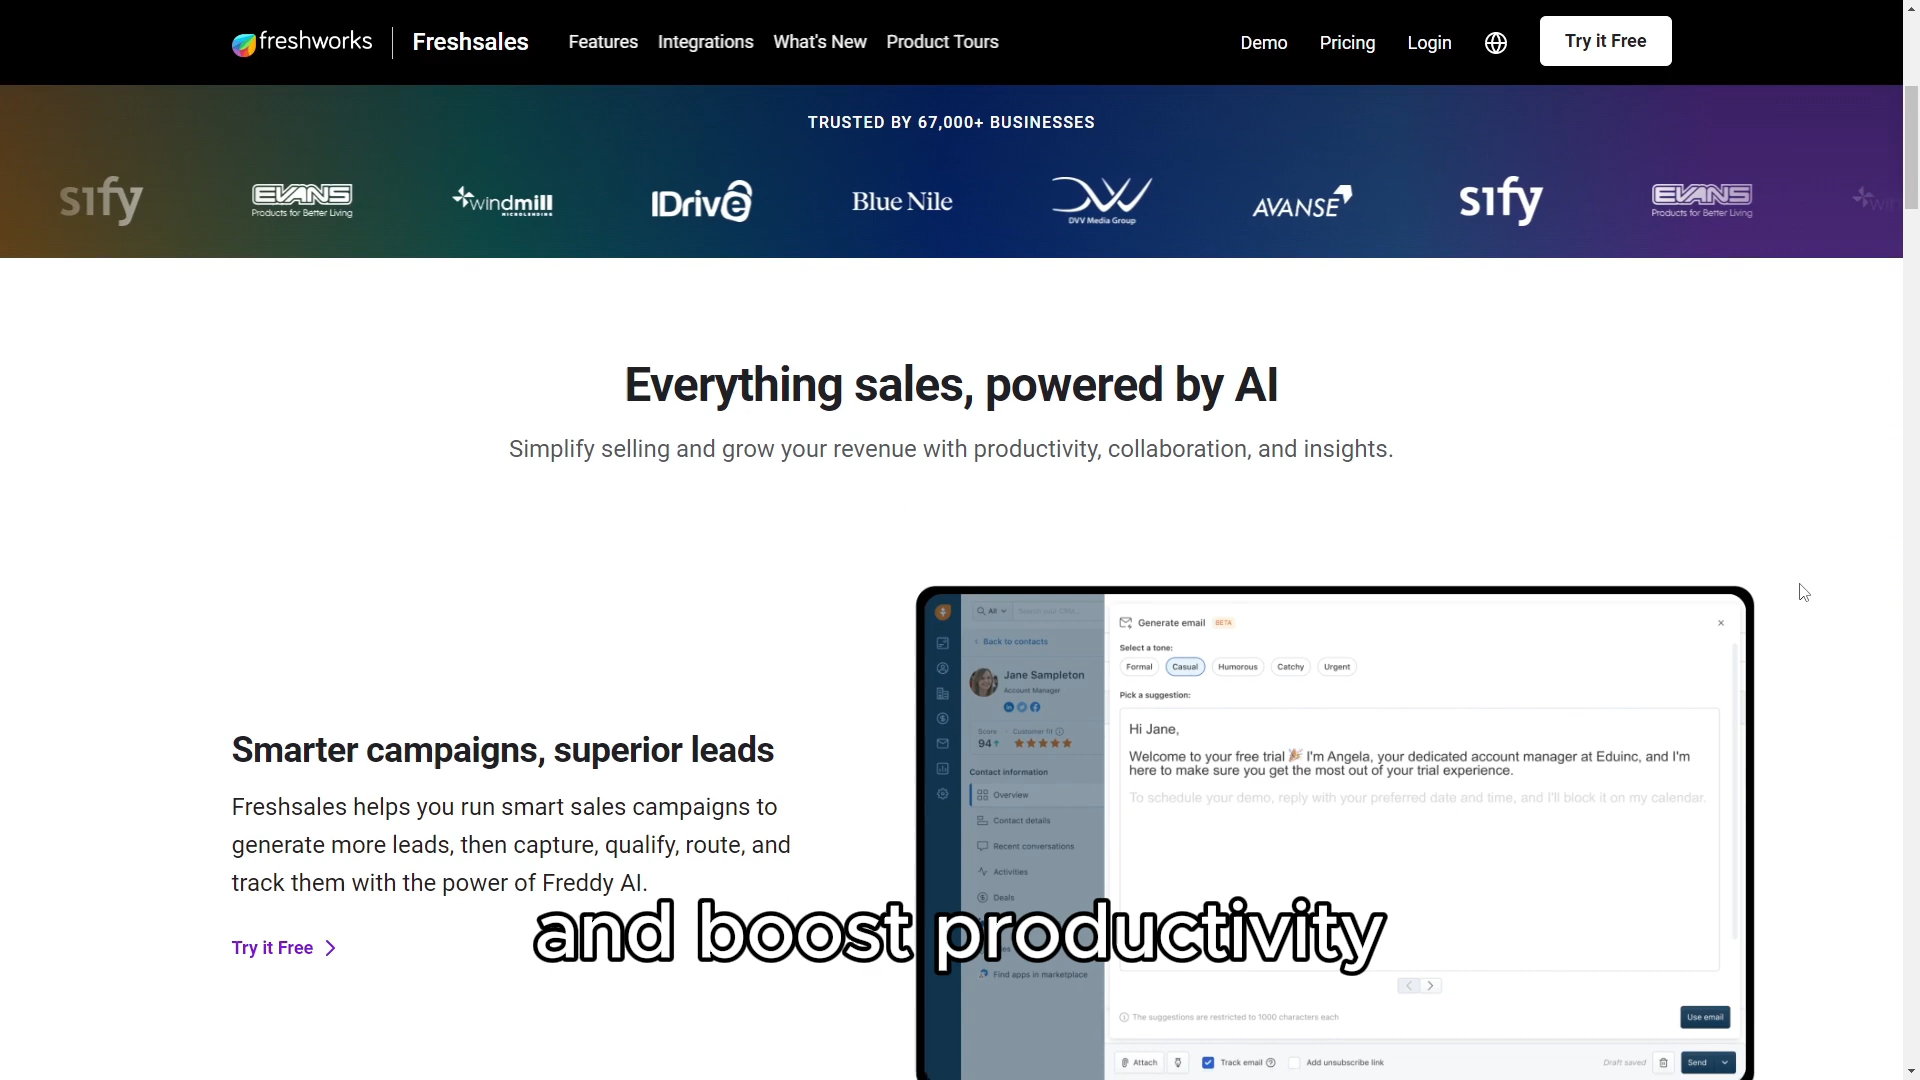 freshworks
Freshsales
Features
Integrations
What's New
Product Tours
Demo
Pricing
Login
Try it Free
TRUSTED BY 67,000+ BUSINESSES
sify
EVANS
Products for Better Living
windmill
MICROLENDING
IDrive
Blue Nile
DVV Media Group
AVANSE
sify
EVANS
Products for Better Living
Everything sales, powered by AI
Simplify selling and grow your revenue with productivity, collaboration, and insights.
Smarter campaigns, superior leads
Freshsales helps you run smart sales campaigns to
generate more leads, then capture, qualify, route, and
track them with the power of Freddy AI.
Try it Free
All
Search your CRM...
Back to contacts
Jane Sampleton
Account Manager
Score
Customer fit
94
Contact information
Overview
Contact details
Recent conversations
Activities
Deals
Find apps in marketplace
Generate email BETA
Select a tone:
Formal
Casual
Humorous
Catchy
Urgent
Pick a suggestion:
Hi Jane,
Welcome to your free trial 🎉 I'm Angela, your dedicated account manager at Eduinc, and I'm
here to make sure you get the most out of your trial experience.
To schedule your demo, reply with your preferred date and time, and I'll block it on my calendar.
The suggestions are restricted to 1000 characters each
Use email
Attach
Track email
Add unsubscribe link
Draft saved
Send
and boost productivity